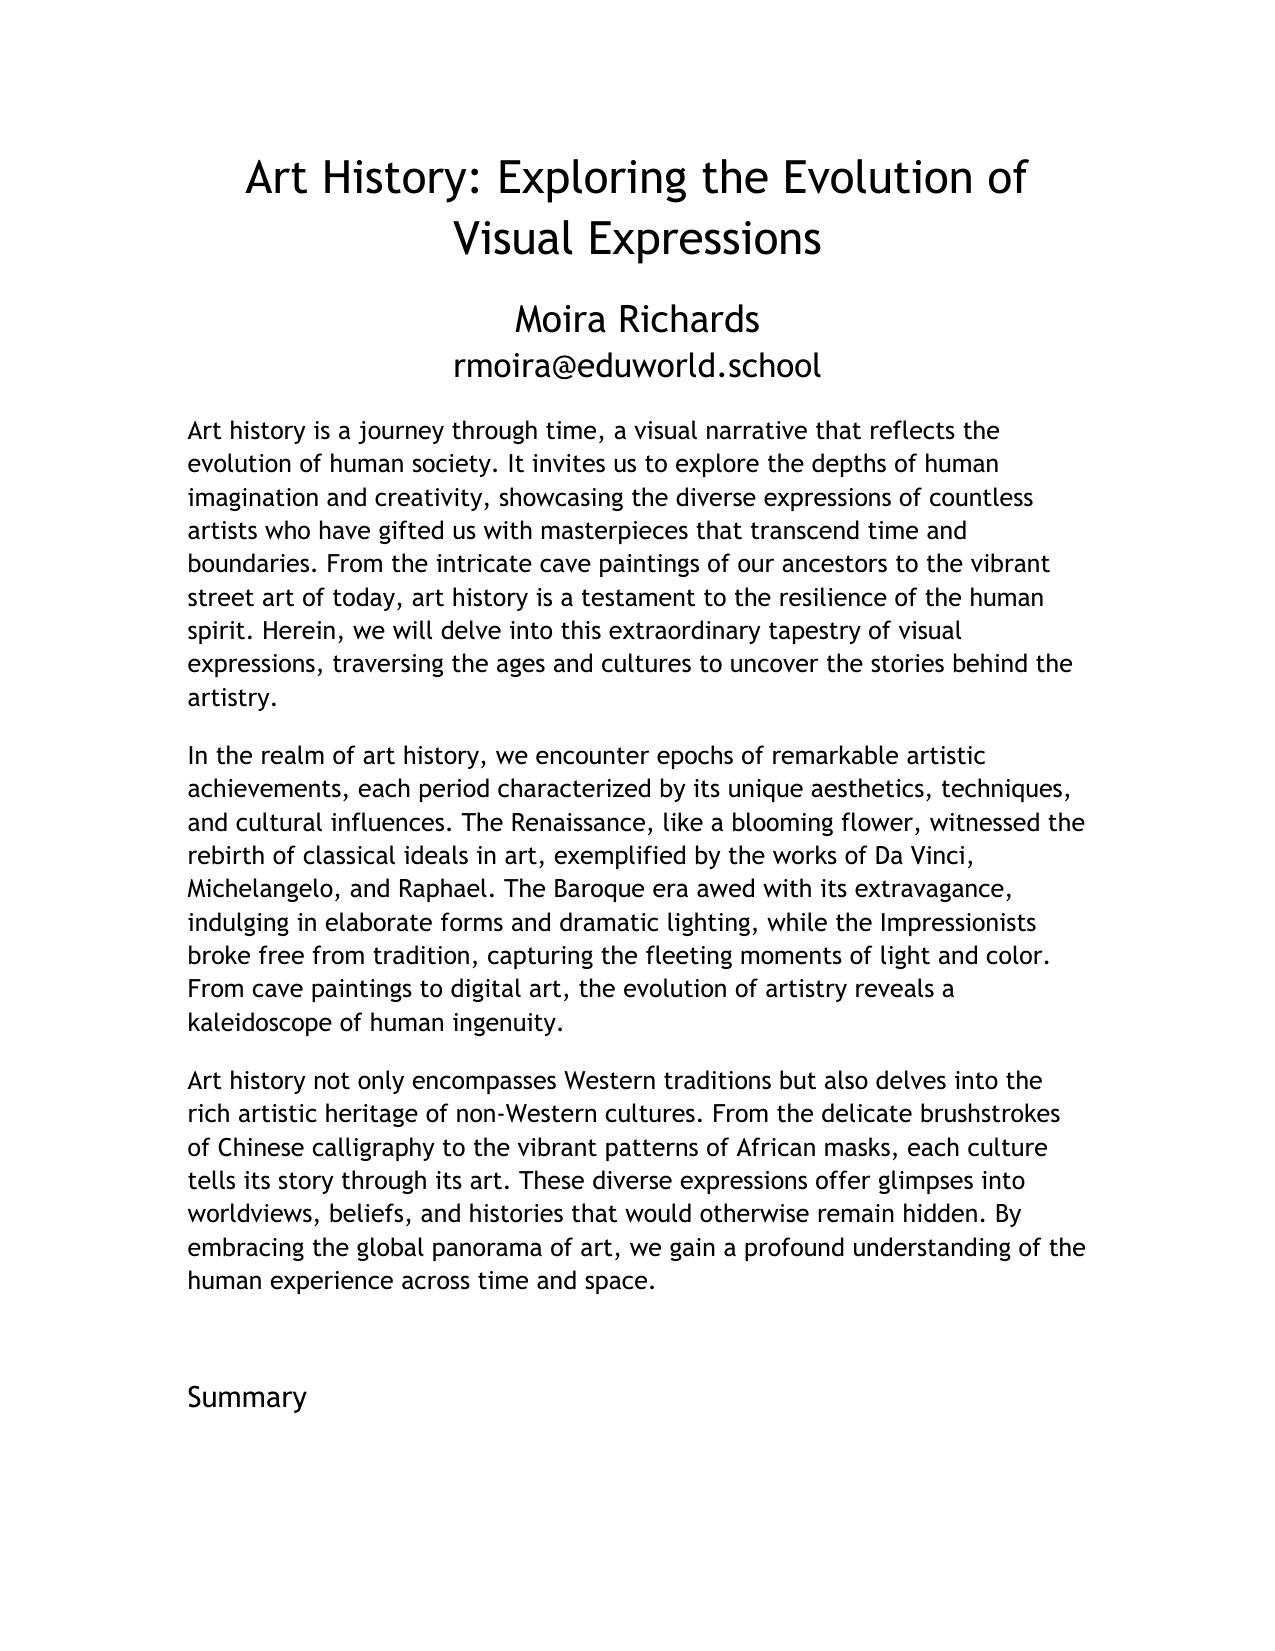 Art History: Exploring the Evolution of
Visual Expressions
Moira Richards
rmoira@eduworld.school
Art history is a journey through time, a visual narrative that reflects the
evolution of human society. It invites us to explore the depths of human
imagination and creativity, showcasing the diverse expressions of countless
artists who have gifted us with masterpieces that transcend time and
boundaries. From the intricate cave paintings of our ancestors to the vibrant
street art of today, art history is a testament to the resilience of the human
spirit. Herein, we will delve into this extraordinary tapestry of visual
expressions, traversing the ages and cultures to uncover the stories behind the
artistry.
In the realm of art history, we encounter epochs of remarkable artistic
achievements, each period characterized by its unique aesthetics, techniques,
and cultural influences. The Renaissance, like a blooming flower, witnessed the
rebirth of classical ideals in art, exemplified by the works of Da Vinci,
Michelangelo, and Raphael. The Baroque era awed with its extravagance,
indulging in elaborate forms and dramatic lighting, while the Impressionists
broke free from tradition, capturing the fleeting moments of light and color.
From cave paintings to digital art, the evolution of artistry reveals a
kaleidoscope of human ingenuity.
Art history not only encompasses Western traditions but also delves into the
rich artistic heritage of non-Western cultures. From the delicate brushstrokes
of Chinese calligraphy to the vibrant patterns of African masks, each culture
tells its story through its art. These diverse expressions offer glimpses into
worldviews, beliefs, and histories that would otherwise remain hidden. By
embracing the global panorama of art, we gain a profound understanding of the
human experience across time and space.
Summary